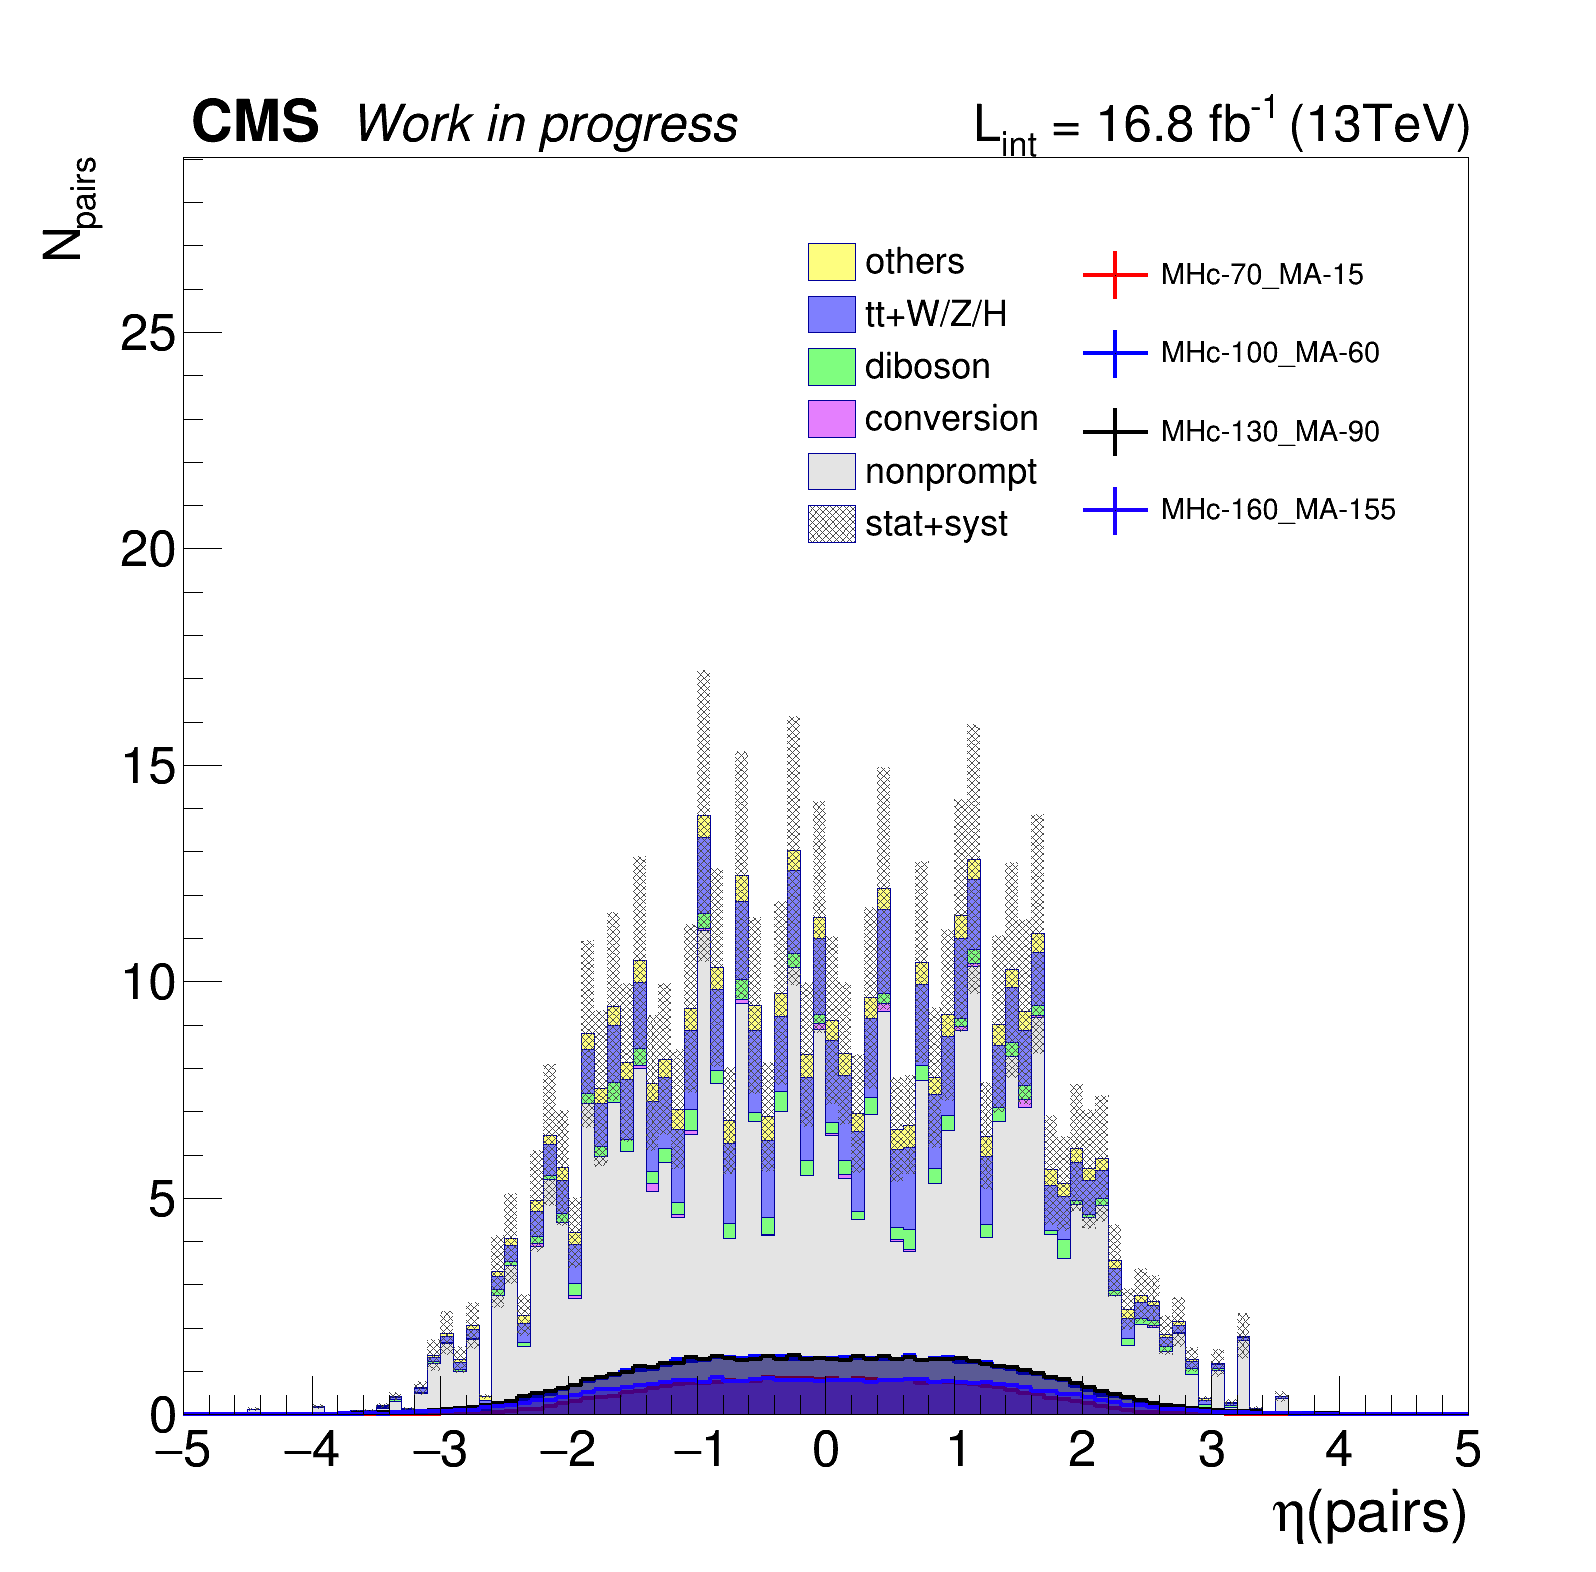 CMS Work in progress
L_int = 16.8 fb^-1 (13TeV)
N_pairs
others
tt+W/Z/H
diboson
conversion
nonprompt
stat+syst
MHc-70_MA-15
MHc-100_MA-60
MHc-130_MA-90
MHc-160_MA-155
25
20
15
10
5
0
−5 −4 −3 −2 −1 0 1 2 3 4 5
η(pairs)